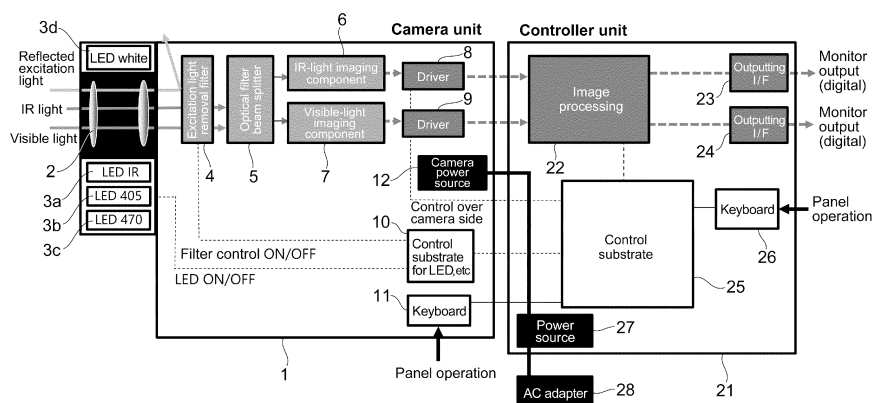 Camera unit
Controller unit
3d
LED white
6
8
Reflected
excitation
light
IR light
Visible light
Excitation light
removal filter
Optical filter
beam splitter
IR-light imaging
component
Visible-light
imaging
component
Driver
9
Driver
Image
processing
Outputting
I/F
23
Monitor
output
(digital)
Outputting
I/F
24
Monitor
output
(digital)
2
4
5
7
12
Camera
power
source
22
3a
LED IR
3b
LED 405
3c
LED 470
Control over
camera side
10
Control
substrate
for LED,etc
Filter control ON/OFF
LED ON/OFF
Control
substrate
25
Keyboard
26
Panel
operation
11
Keyboard
Panel operation
1
Power
source
27
AC adapter
28
21